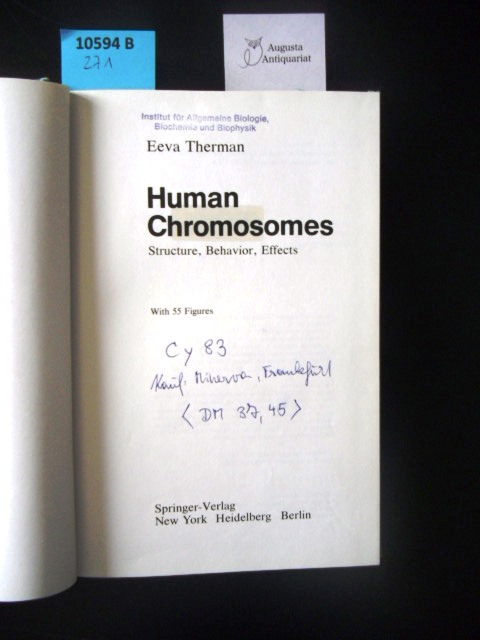 10594 B
271
Augusta
Antiquariat
Institut für Allgemeine Biologie,
Biochemie und Biophysik
Eeva Therman
Human
Chromosomes
Structure, Behavior, Effects
With 55 Figures
Cy 83
Kauf. Minerva, Frankfurt
< DM 37,45 >
Springer-Verlag
New York Heidelberg Berlin